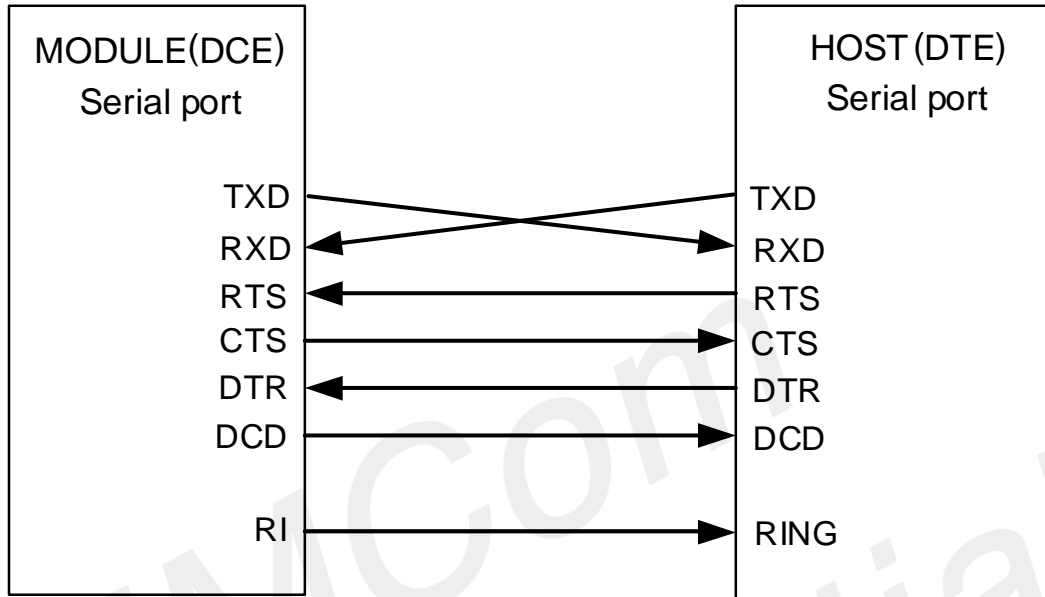 MODULE(DCE)
Serial port
TXD
RXD
RTS
CTS
DTR
DCD
RI
HOST (DTE)
Serial port
TXD
RXD
RTS
CTS
DTR
DCD
RING